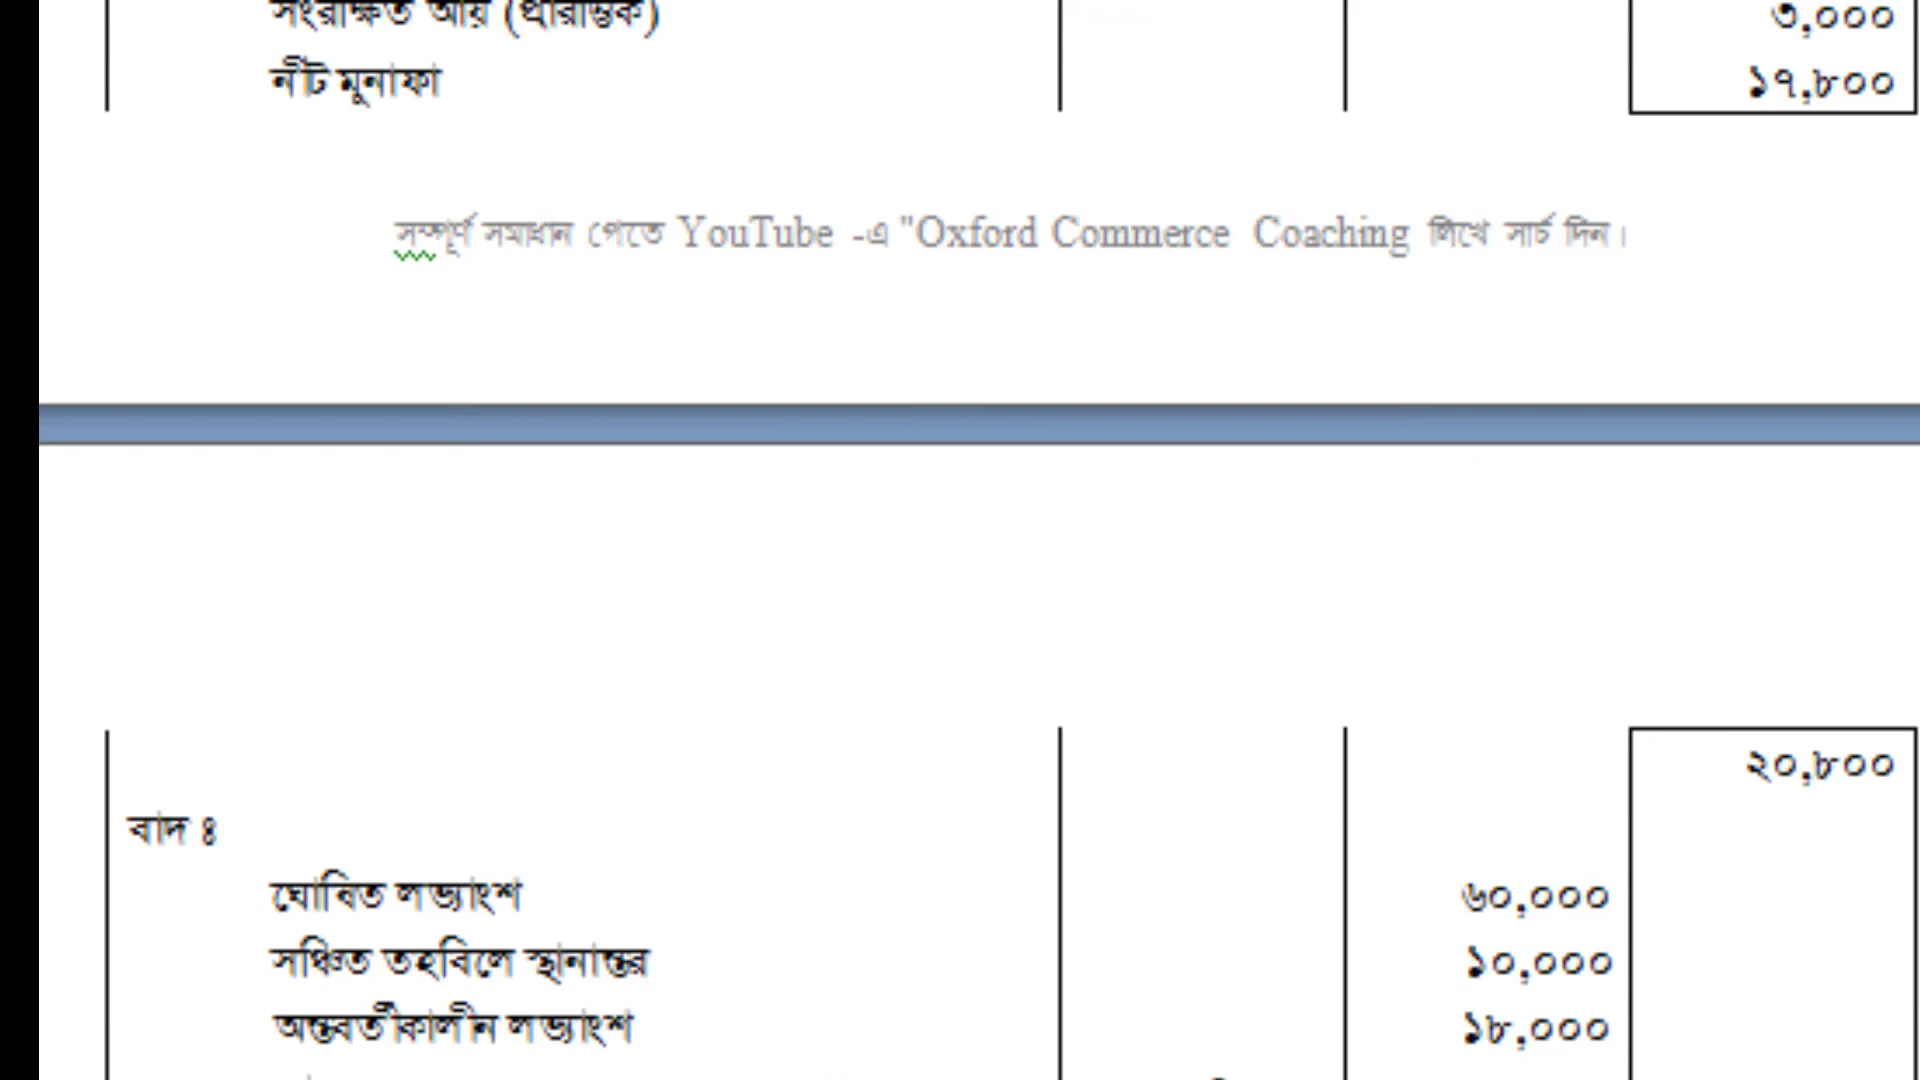 সংরক্ষিত আয় (প্রারম্ভিক) ৩,০০০
নীট মুনাফা ১৭,৮০০
সম্পূর্ণ সমাধান পেতে YouTube -এ "Oxford Commerce Coaching লিখে সার্চ দিন।
২০,৮০০
বাদ ঃ
ঘোষিত লভ্যাংশ ৬০,০০০
সঞ্চিত তহবিলে স্থানান্তর ১০,০০০
অন্তবর্তীকালীন লভ্যাংশ ১৮,০০০